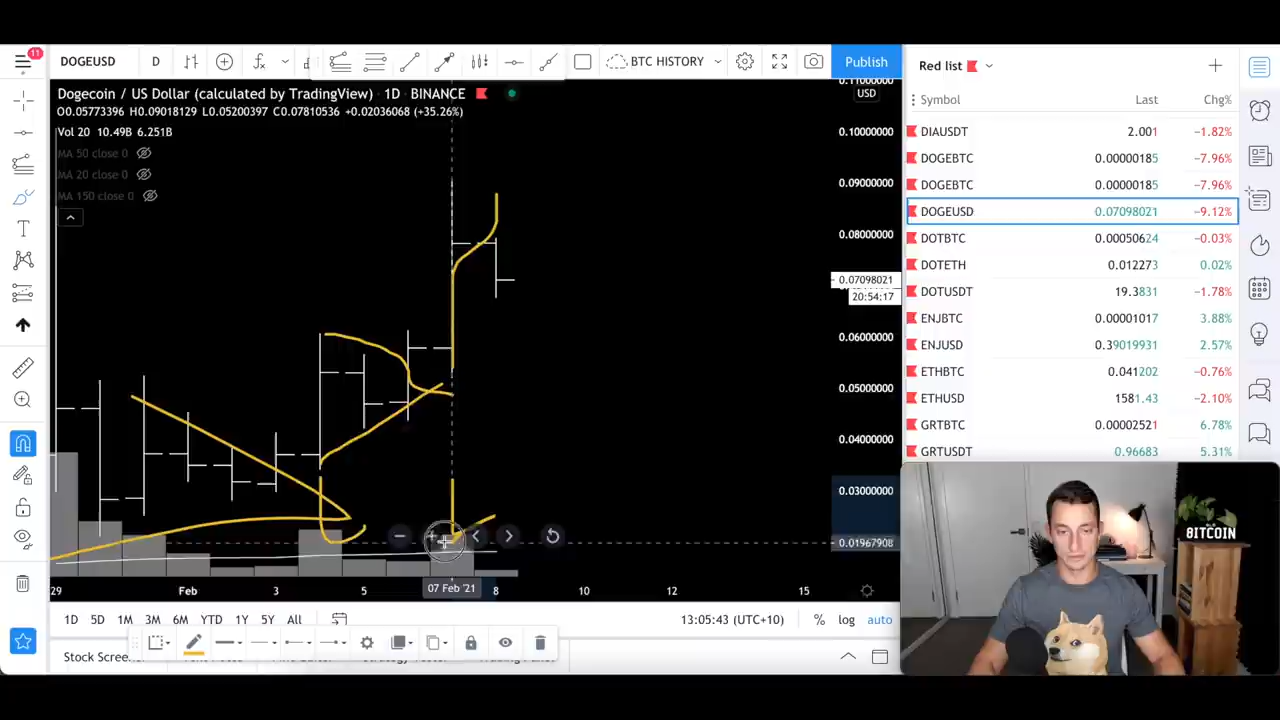 11
DOGEUSD
D
BTC HISTORY
Publish
Red list
Dogecoin / US Dollar (calculated by TradingView) • 1D • BINANCE
O0.05773396 H0.09018129 L0.05200397 C0.07810536 +0.02036068 (+35.26%)
Vol 20 10.49B 6.251B
MA 50 close 0
MA 20 close 0
MA 150 close 0
0.11000000
USD
0.10000000
0.09000000
0.08000000
0.07098021
20:54:17
0.06000000
0.05000000
0.04000000
0.03000000
0.01967908
29
Feb
3
5
07 Feb '21
8
10
12
15
1D 5D 1M 3M 6M YTD 1Y 5Y All
13:05:43 (UTC+10)
% log auto
Stock Screener
Symbol Last Chg%
DIAUSDT 2.001 −1.82%
DOGEBTC 0.00000185 −7.96%
DOGEBTC 0.00000185 −7.96%
DOGEUSD 0.07098021 −9.12%
DOTBTC 0.00050624 −0.03%
DOTETH 0.012273 0.02%
DOTUSDT 19.3831 −1.78%
ENJBTC 0.00001017 3.88%
ENJUSD 0.39019931 2.57%
ETHBTC 0.041202 −0.76%
ETHUSD 1581.43 −2.10%
GRTBTC 0.00002521 6.78%
GRTUSDT 0.96683 5.31%
BITCOIN